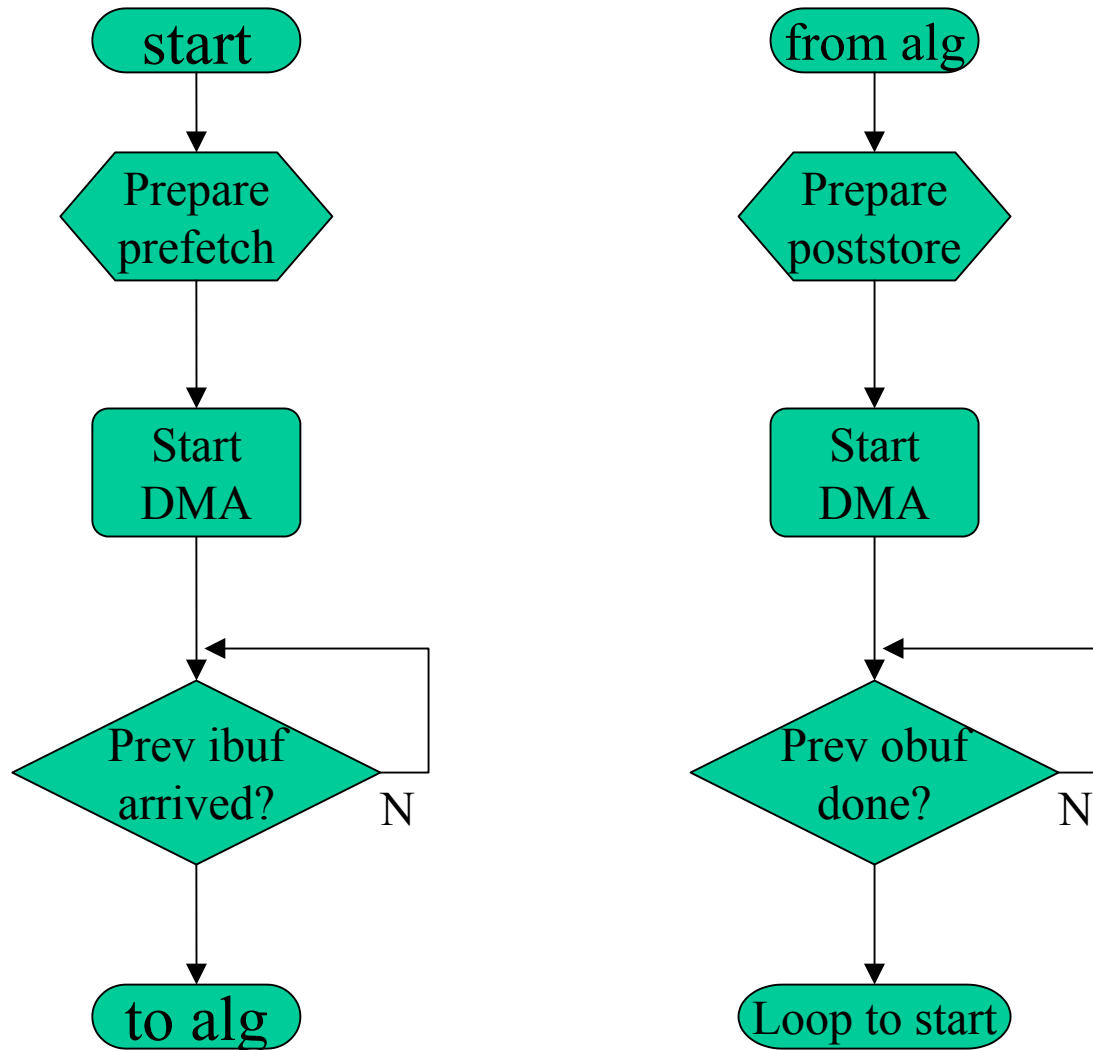 start
Prepare
prefetch
Start
DMA
Prev ibuf
arrived?
N
to alg
from alg
Prepare
poststore
Start
DMA
Prev obuf
done?
N
Loop to start